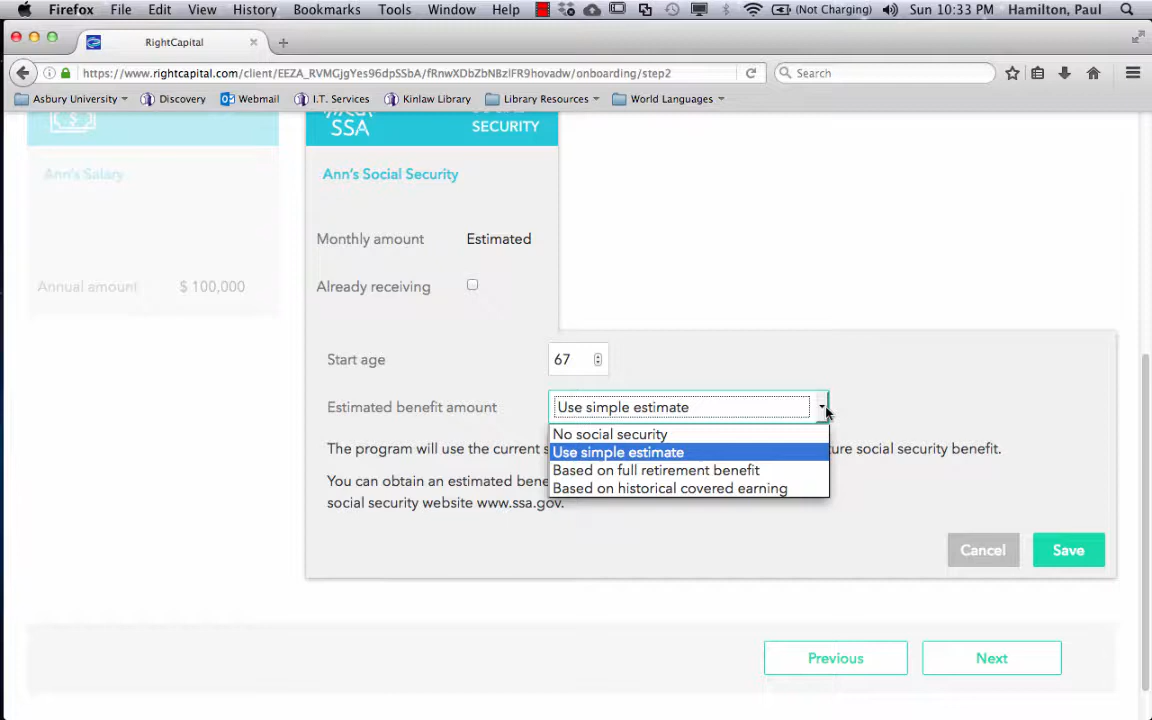 Firefox File Edit View History Bookmarks Tools Window Help (Not Charging) Sun 10:33 PM Hamilton, Paul
RightCapital
https://www.rightcapital.com/client/EEZA_RVMGjgYes96dpSSbA/fRnwXDbZbNBzlFR9hovadw/onboarding/step2 Search
Asbury University Discovery Webmail I.T. Services Kinlaw Library Library Resources World Languages
SSA
SECURITY
Ann's Salary
Ann's Social Security
Monthly amount Estimated
Annual amount $ 100,000
Already receiving
Start age 67
Estimated benefit amount Use simple estimate
No social security
Use simple estimate
Based on full retirement benefit
Based on historical covered earning
The program will use the current s ure social security benefit.
You can obtain an estimated bene
social security website www.ssa.gov.
Cancel Save
Previous Next